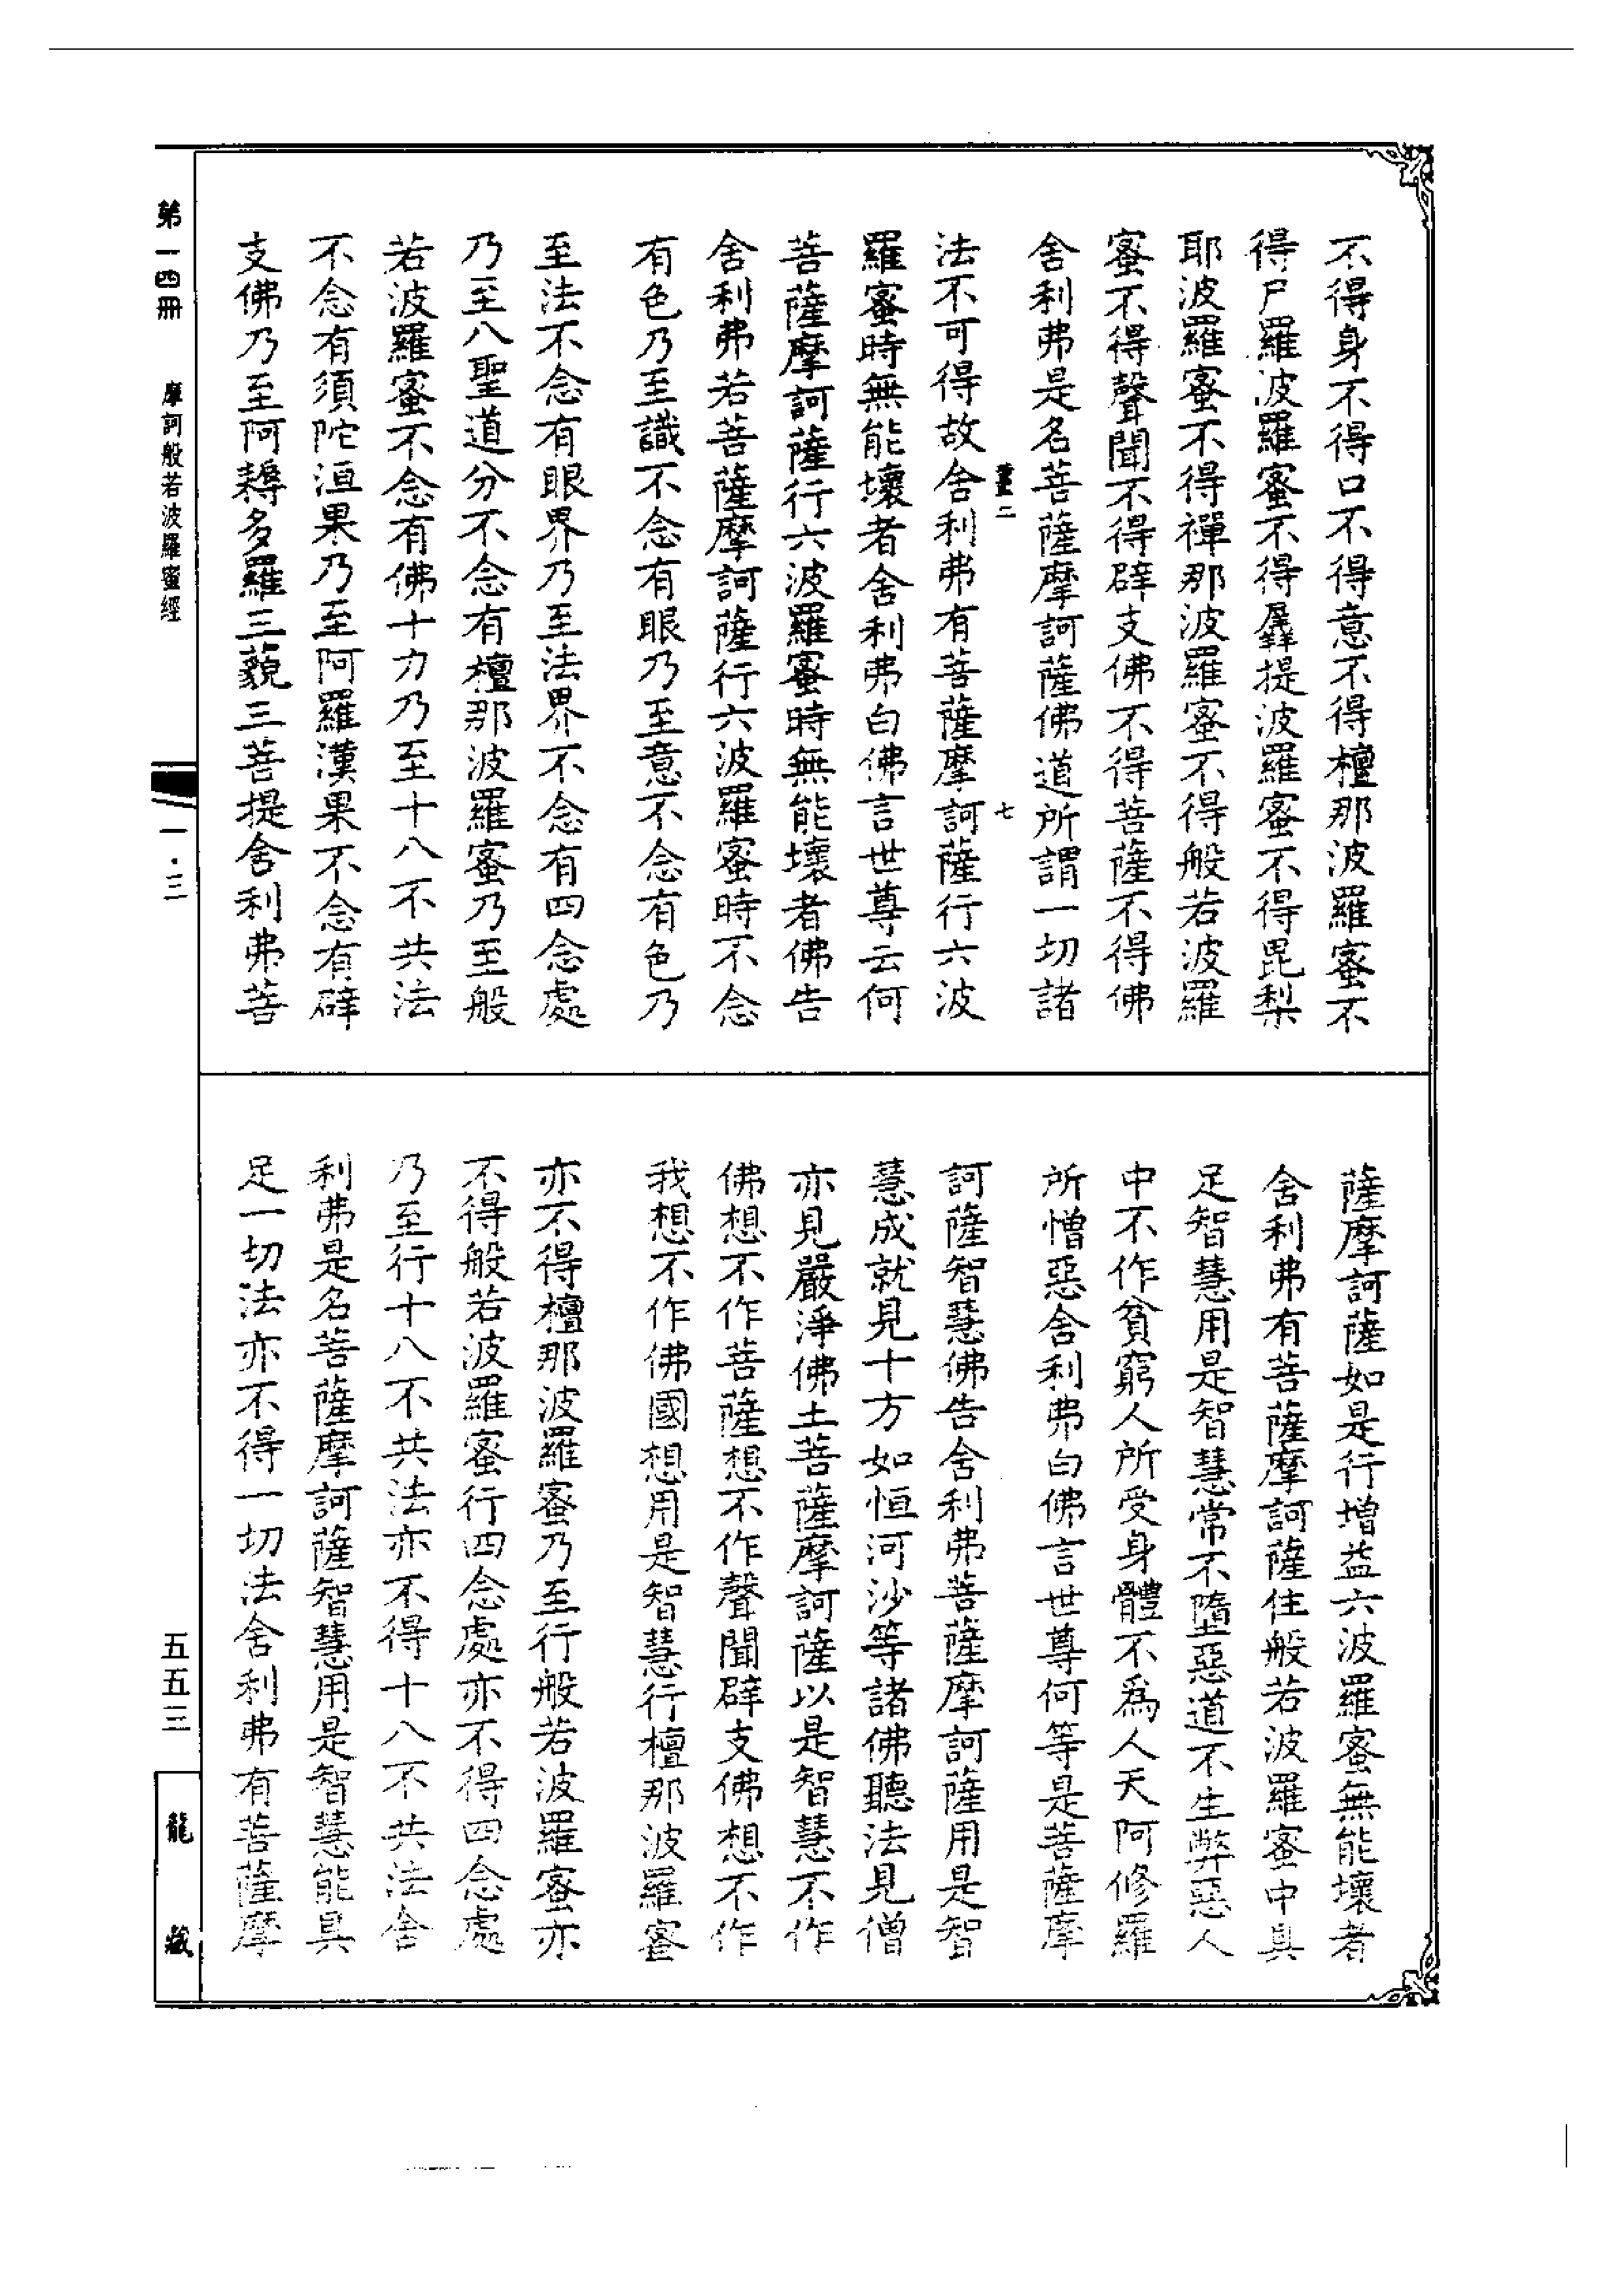 不得身不得口不得意不得檀那波羅蜜不
得尸羅波羅蜜不得羼提波羅蜜不得毘梨
耶波羅蜜不得禪那波羅蜜不得般若波羅
蜜不得聲聞不得辟支佛不得菩薩不得佛
舍利弗是名菩薩摩訶薩佛道所謂一切諸
二 七
法不可得故舍利弗有菩薩摩訶薩行六波
羅蜜時無能壞者舍利弗白佛言世尊云何
菩薩摩訶薩行六波羅蜜時無能壞者佛告
舍利弗若菩薩摩訶薩行六波羅蜜時不念
有色乃至識不念有眼乃至意不念有色乃
至法不念有眼界乃至法界不念有四念處
乃至八聖道分不念有檀那波羅蜜乃至般
若波羅蜜不念有佛十力乃至十八不共法
不念有須陀洹果乃至阿羅漢果不念有辟
支佛乃至阿耨多羅三藐三菩提舍利弗菩
薩摩訶薩如是行增益六波羅蜜無能壞者
舍利弗有菩薩摩訶薩住般若波羅蜜中具
足智慧用是智慧常不墮惡道不生弊惡人
中不作貧窮人所受身體不爲人天阿修羅
所憎惡舍利弗白佛言世尊何等是菩薩摩
訶薩智慧佛告舍利弗菩薩摩訶薩用是智
慧成就見十方如恒河沙等諸佛聽法見僧
亦見嚴淨佛土菩薩摩訶薩以是智慧不作
佛想不作菩薩想不作聲聞辟支佛想不作
我想不作佛國想用是智慧行檀那波羅蜜
亦不得檀那波羅蜜乃至行般若波羅蜜亦
不得般若波羅蜜行四念處亦不得四念處
乃至行十八不共法亦不得十八不共法舍
利弗是名菩薩摩訶薩智慧用是智慧能具
足一切法亦不得一切法舍利弗有菩薩摩
第一四冊 摩訶般若波羅蜜經 一·三 五五三 龍藏